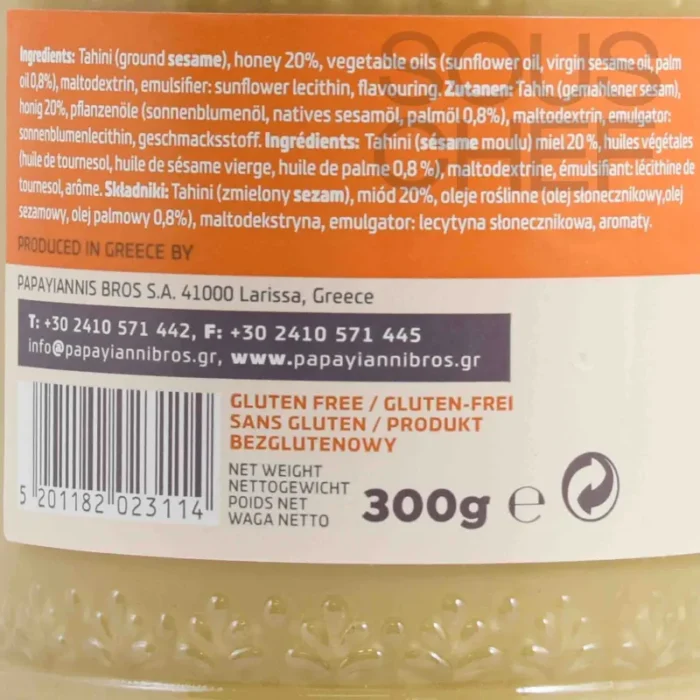 Ingredients: Tahini (ground sesame), honey 20%, vegetable oils (sunflower oil, virgin sesame oil, palm
oil 0,8%), maltodextrin, emulsifier: sunflower lecithin, flavouring. Zutanen: Tahin (gemahlener sesam),
honig 20%, pflanzenöle (sonnenblumenöl, natives sesamöl, palmöl 0,8%), maltodextrin, emulgator:
sonnenblumenlecithin, geschmacksstoff. Ingrédients: Tahini (sésame moulu) miel 20%, huiles végétales
(huile de tournesol, huile de sésame vierge, huile de palme 0,8 %), maltodextrine, émulsifiant: lécithine de
tournesol, arôme. Składniki: Tahini (zmielony sezam), miód 20%, oleje roślinne (olej słonecznikowy,olej
sezamowy, olej palmowy 0,8%), maltodekstryna, emulgator: lecytyna słonecznikowa, aromaty.
SOUS
CHEF
PRODUCED IN GREECE BY
PAPAYIANNIS BROS S.A. 41000 Larissa, Greece
T: +30 2410 571 442, F: +30 2410 571 445
info@papayiannibros.gr, www.papayiannibros.gr
GLUTEN FREE / GLUTEN-FREI
SANS GLUTEN / PRODUKT
BEZGLUTENOWY
NET WEIGHT
NETTOGEWICHT
POIDS NET
WAGA NETTO
300g ℮
5 201182 023114